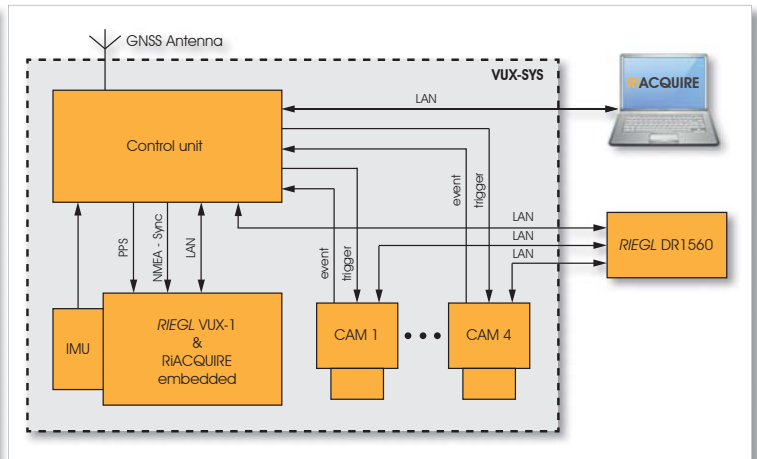 GNSS Antenna
VUX-SYS
LAN
RiACQUIRE
Control unit
PPS
NMEA - Sync
LAN
event
trigger
event
trigger
LAN
LAN
LAN
RIEGL DR1560
IMU
RIEGL VUX-1
&
RiACQUIRE
embedded
CAM 1
CAM 4